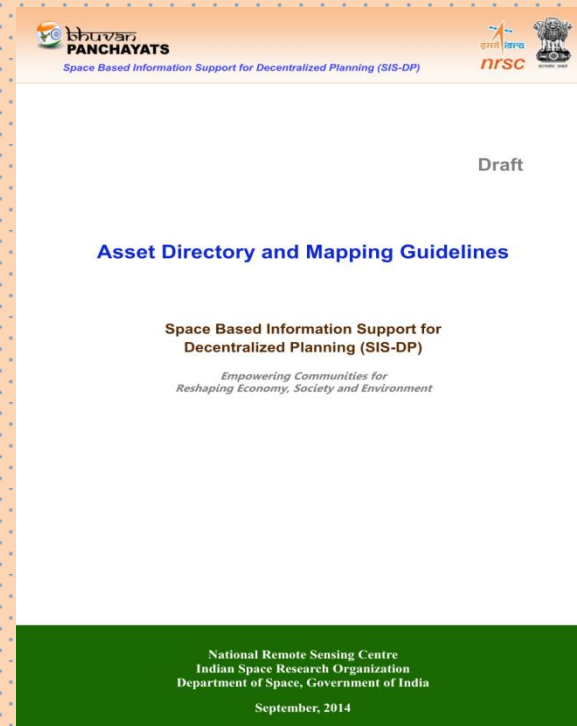 bhuvan
PANCHAYATS
Space Based Information Support for Decentralized Planning (SIS-DP)
इसरो isro
nrsc
Draft
Asset Directory and Mapping Guidelines
Space Based Information Support for
Decentralized Planning (SIS-DP)
Empowering Communities for
Reshaping Economy, Society and Environment
National Remote Sensing Centre
Indian Space Research Organization
Department of Space, Government of India
September, 2014